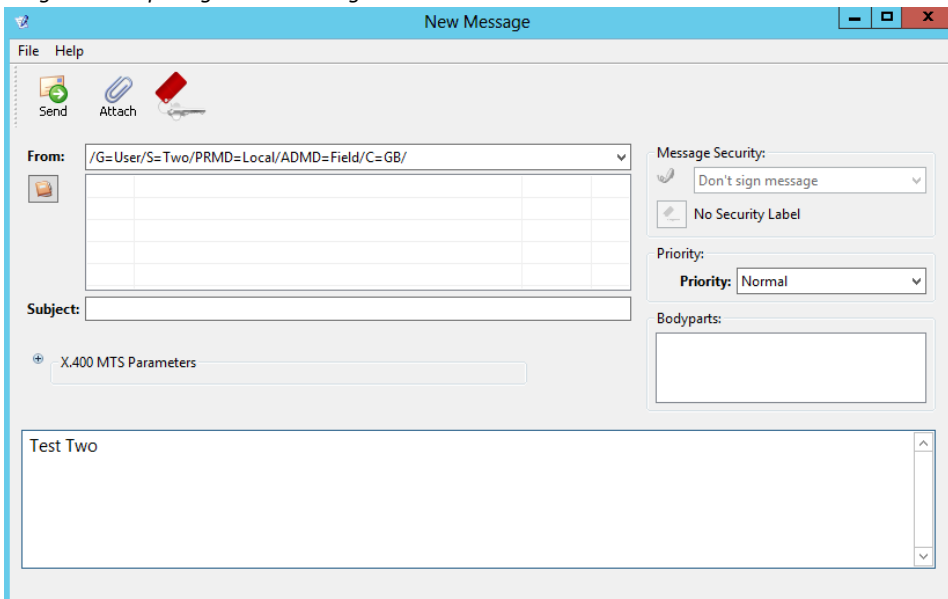 New Message
File Help
Send Attach
From: /G=User/S=Two/PRMD=Local/ADMD=Field/C=GB/
Message Security:
Don't sign message
No Security Label
Priority:
Priority: Normal
Subject:
Bodyparts:
X.400 MTS Parameters
Test Two